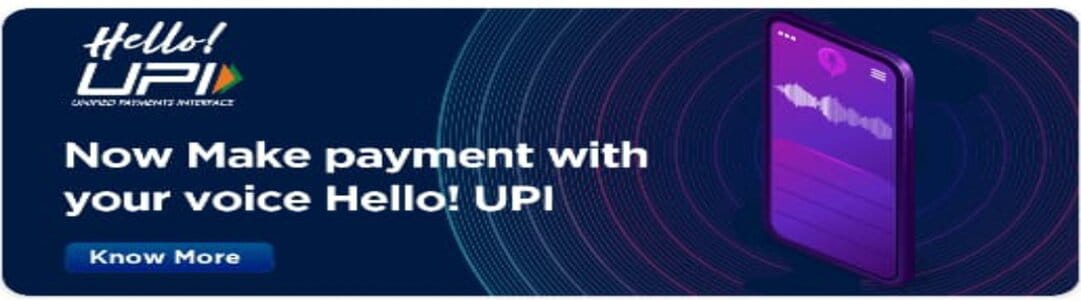 Hello!
UPI
UNIFIED PAYMENTS INTERFACE
Now Make payment with
your voice Hello! UPI
Know More